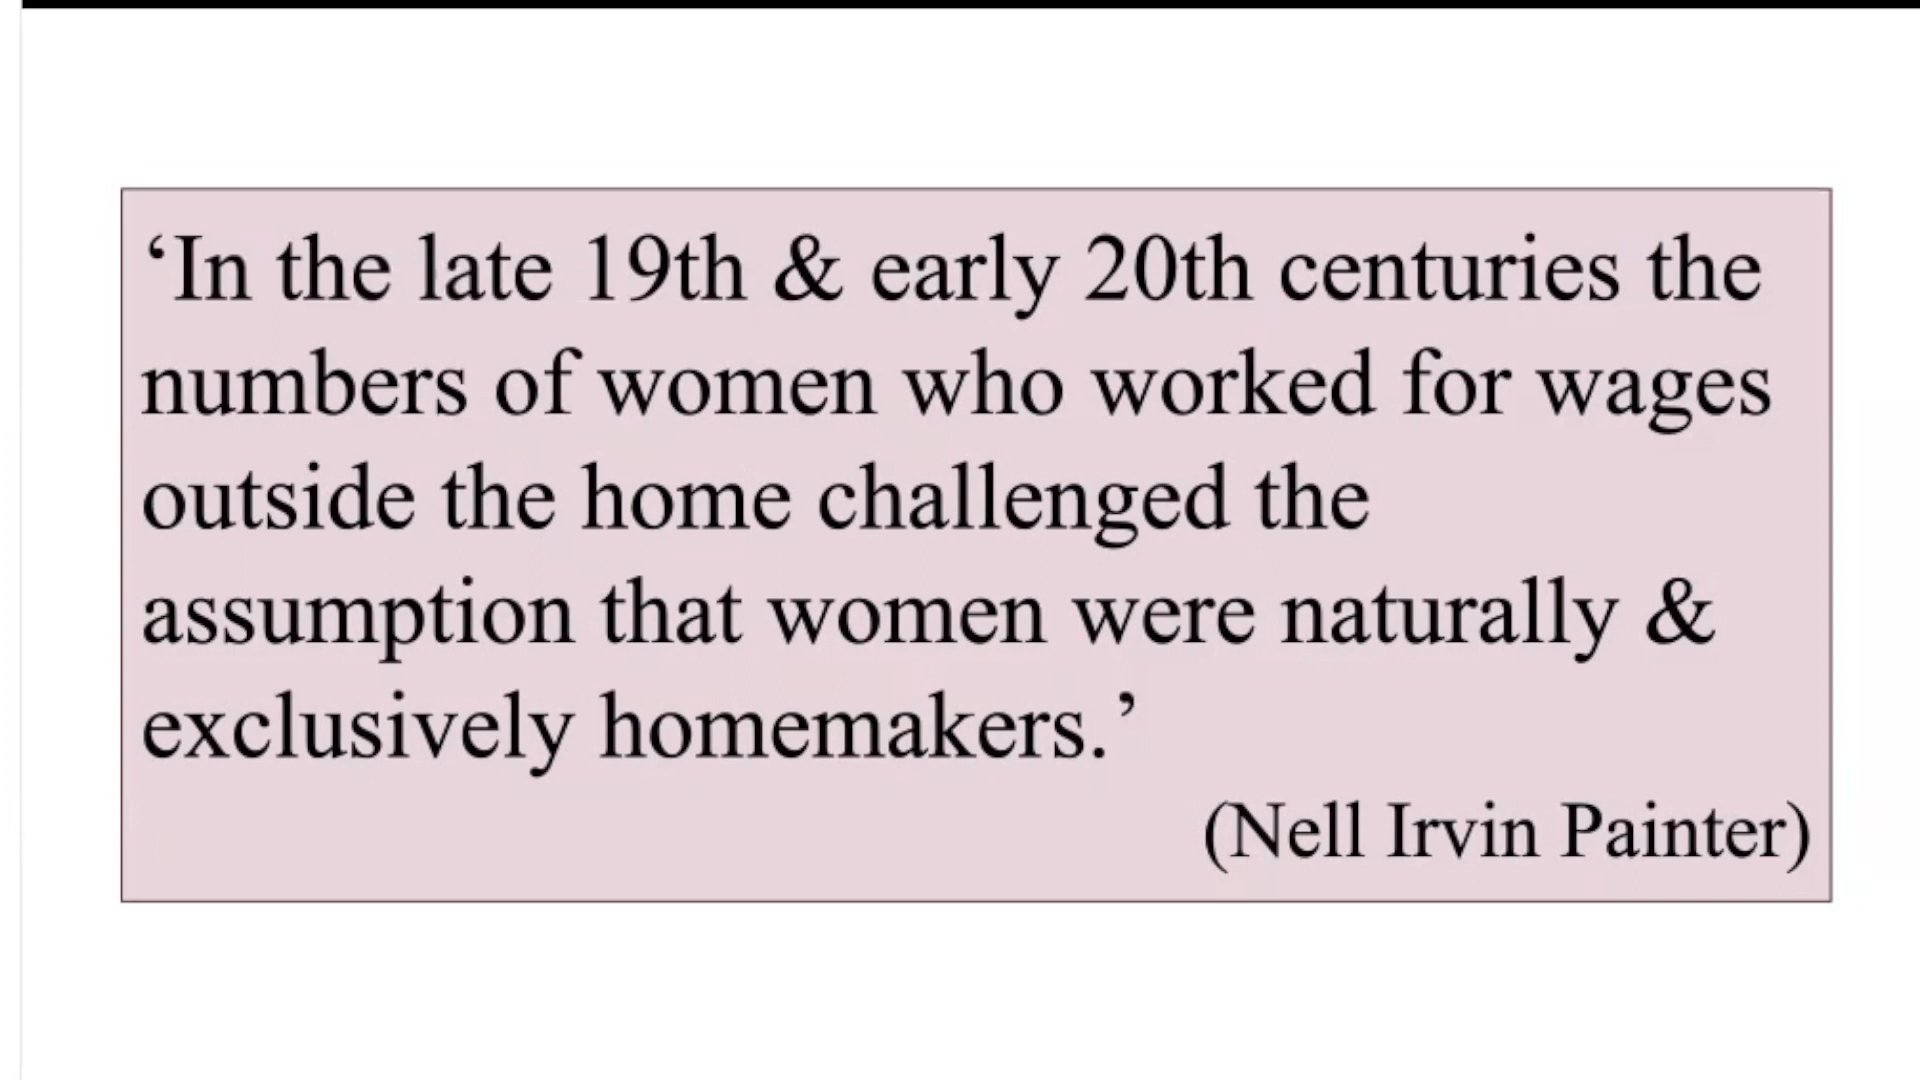 ‘In the late 19th & early 20th centuries the
numbers of women who worked for wages
outside the home challenged the
assumption that women were naturally &
exclusively homemakers.’
(Nell Irvin Painter)